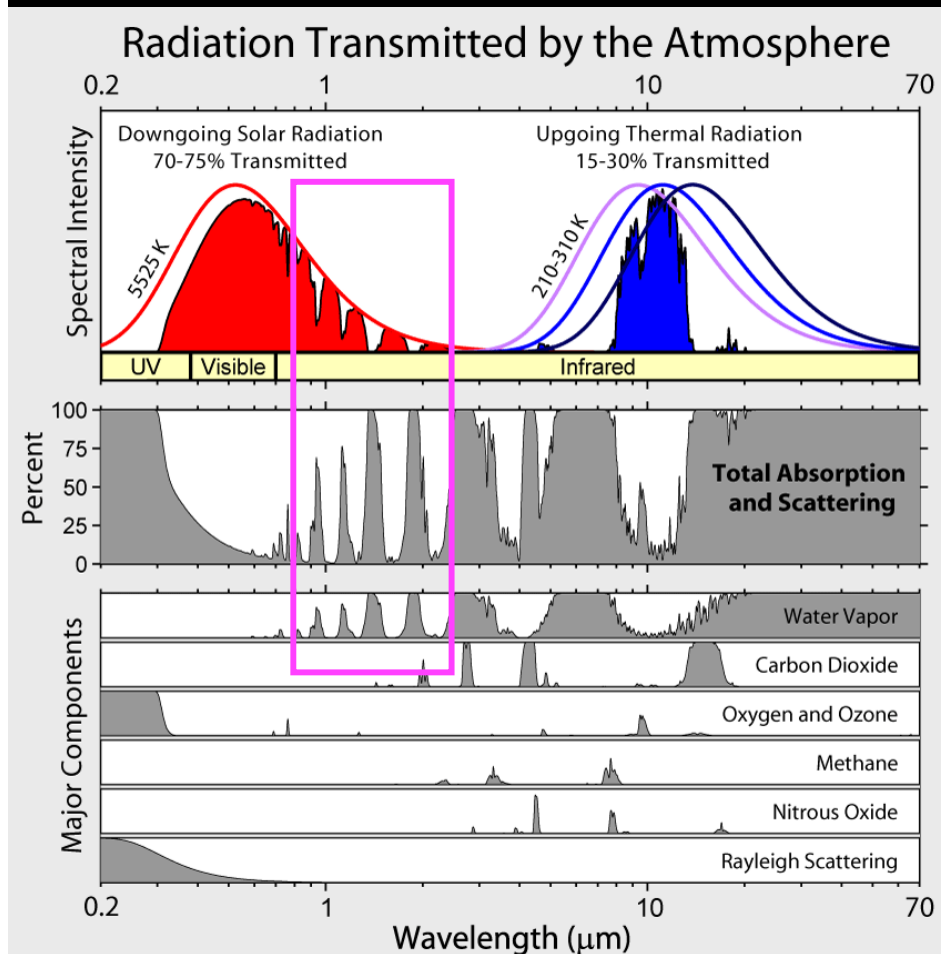 Radiation Transmitted by the Atmosphere
0.2 1 10 70
Spectral Intensity
Downgoing Solar Radiation
70-75% Transmitted
Upgoing Thermal Radiation
15-30% Transmitted
5525 K
210-310 K
UV Visible Infrared
Percent
100
75
50
25
0
Total Absorption
and Scattering
Major Components
Water Vapor
Carbon Dioxide
Oxygen and Ozone
Methane
Nitrous Oxide
Rayleigh Scattering
0.2 1 10 70
Wavelength (μm)